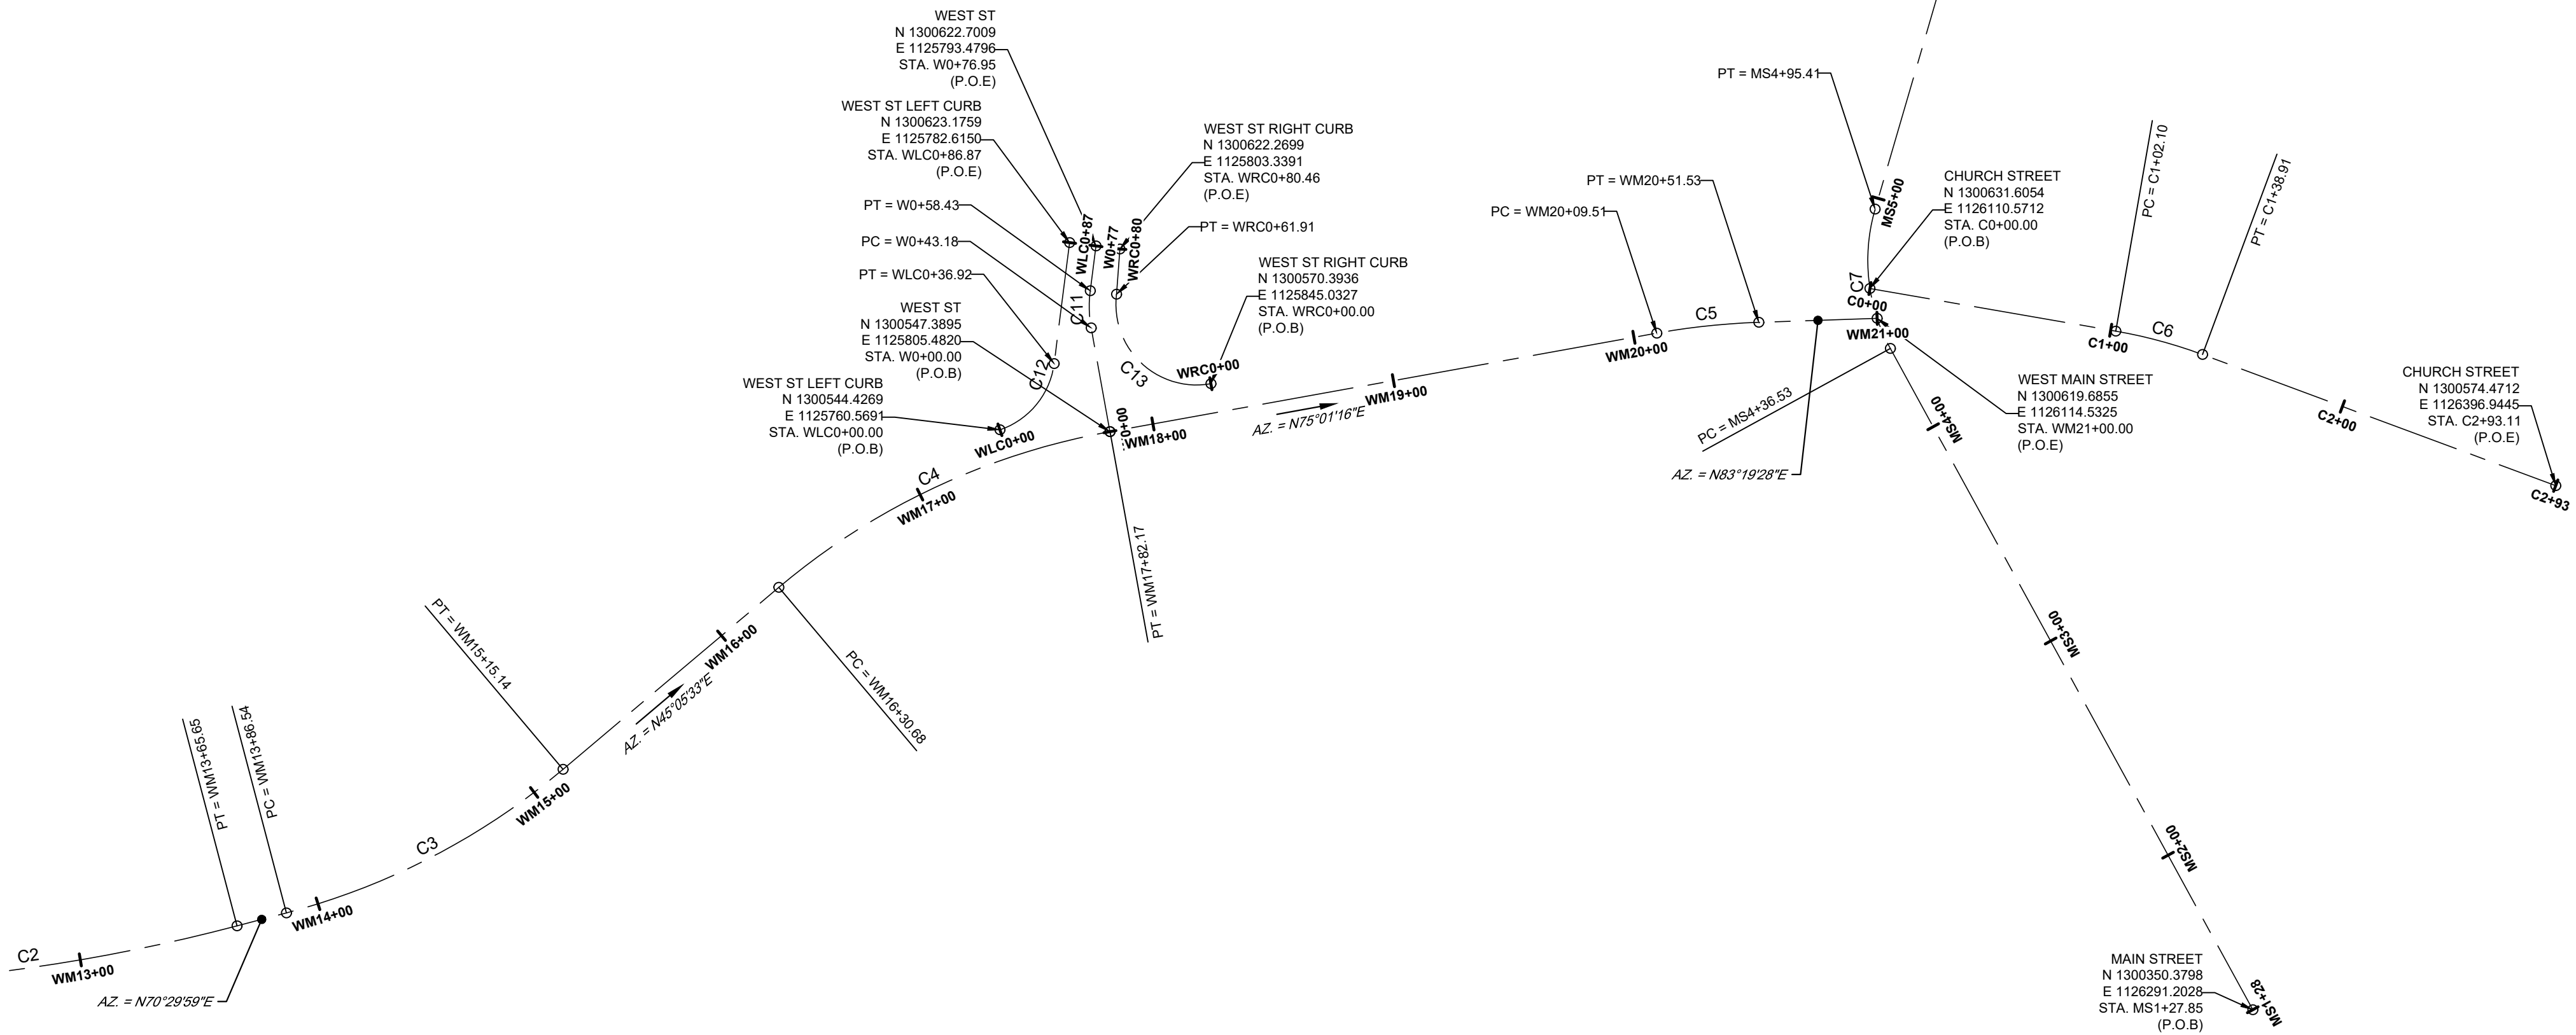 WEST ST
N 1300622.7009
E 1125793.4796
STA. W0+76.95
(P.O.E)
WEST ST LEFT CURB
N 1300623.1759
E 1125782.6150
STA. WLC0+86.87
(P.O.E)
PT = W0+58.43
PC = W0+43.18
PT = WLC0+36.92
WEST ST
N 1300547.3895
E 1125805.4820
STA. W0+00.00
(P.O.B)
WEST ST LEFT CURB
N 1300544.4269
E 1125760.5691
STA. WLC0+00.00
(P.O.B)
WEST ST RIGHT CURB
N 1300622.2699
E 1125803.3391
STA. WRC0+80.46
(P.O.E)
PT = WRC0+61.91
WEST ST RIGHT CURB
N 1300570.3936
E 1125845.0327
STA. WRC0+00.00
(P.O.B)
WLC0+87
W0+77
WRC0+80
C11
C12
C13
WRC0+00
WLC0+00
0+00
WM18+00
AZ. = N75°01'16"E
WM19+00
PT = WM17+82.17
C4
WM17+00
PC = WM16+30.68
WM16+00
AZ. = N45°05'33"E
PT = WM15+15.14
WM15+00
C3
WM14+00
PC = WM13+86.54
PT = WM13+65.65
C2
WM13+00
AZ. = N70°29'59"E
PT = MS4+95.41
PT = WM20+51.53
PC = WM20+09.51
WM20+00
C5
MS5+00
C7
C0+00
WM21+00
CHURCH STREET
N 1300631.6054
E 1126110.5712
STA. C0+00.00
(P.O.B)
PC = C1+02.10
PT = C1+38.91
C1+00
C6
C2+00
CHURCH STREET
N 1300574.4712
E 1126396.9445
STA. C2+93.11
(P.O.E)
C2+93
WEST MAIN STREET
N 1300619.6855
E 1126114.5325
STA. WM21+00.00
(P.O.E)
PC = MS4+36.53
AZ. = N83°19'28"E
MS4+00
MS3+00
MS2+00
MAIN STREET
N 1300350.3798
E 1126291.2028
STA. MS1+27.85
(P.O.B)
MS1+28